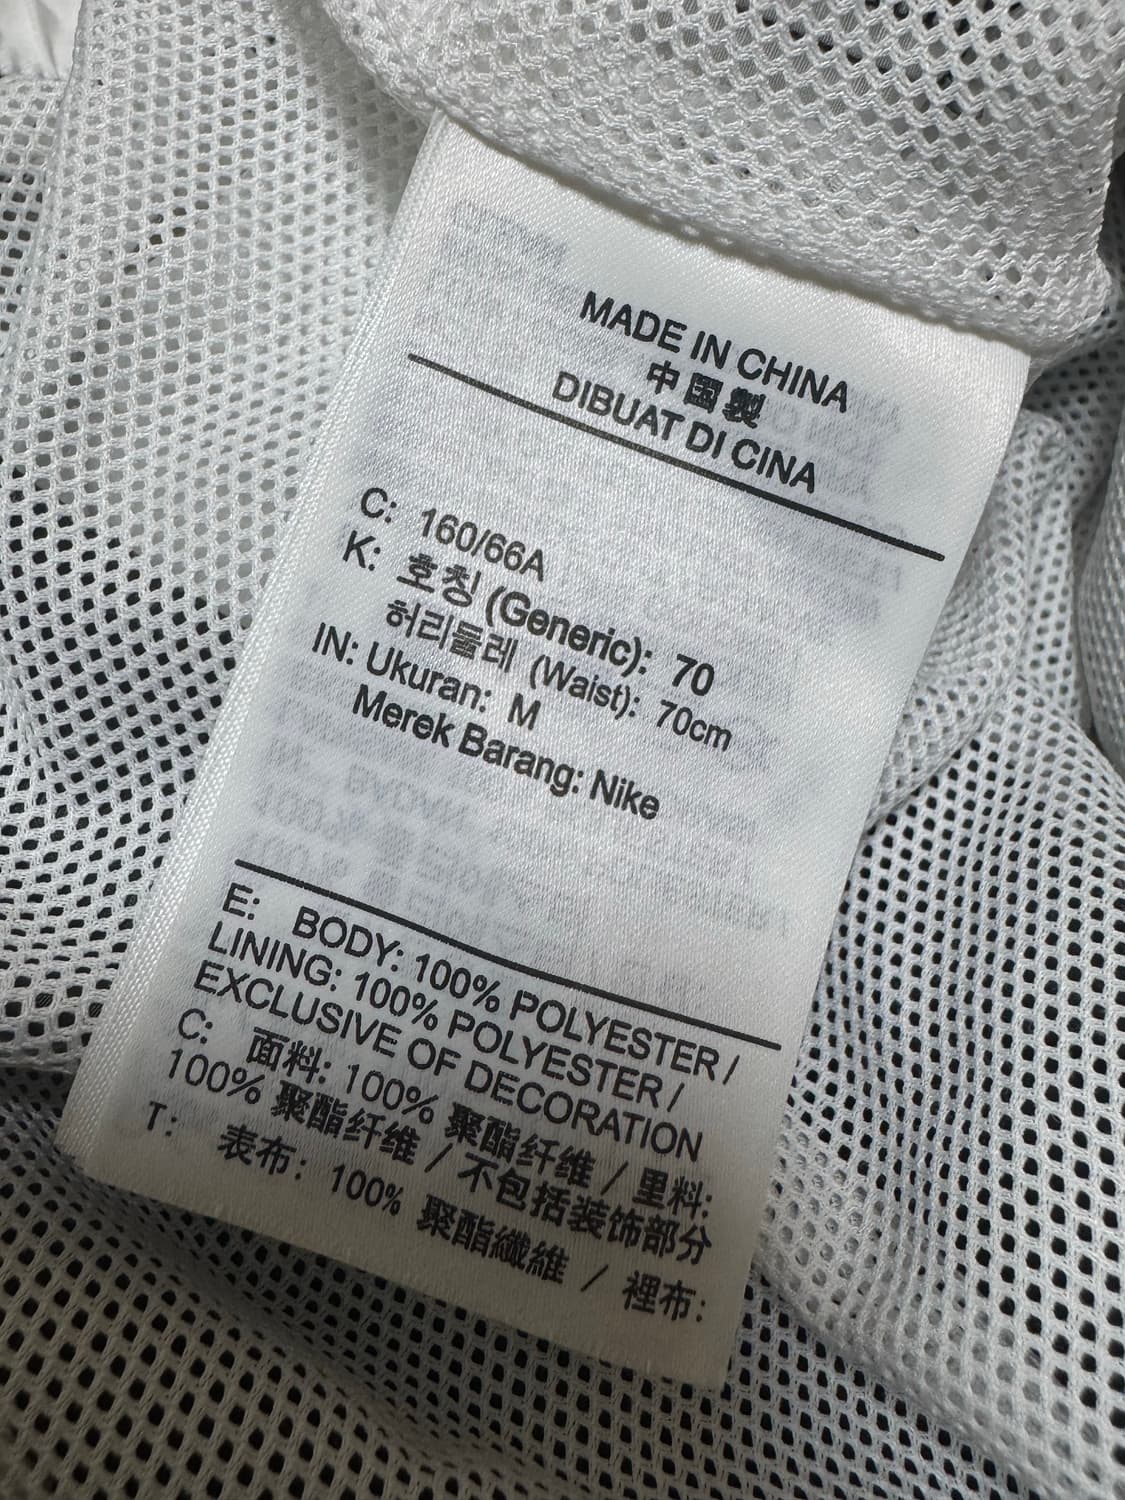 MADE IN CHINA
中国製
DIBUAT DI CINA
C: 160/66A
K: 호칭 (Generic): 70
허리둘레 (Waist): 70cm
IN: Ukuran: M
Merek Barang: Nike
E: BODY: 100% POLYESTER /
LINING: 100% POLYESTER /
EXCLUSIVE OF DECORATION
C: 面料: 100% 聚酯纤维 / 里料:
100% 聚酯纤维 / 不包括装饰部分
T: 表布: 100% 聚酯纖維 / 裡布: